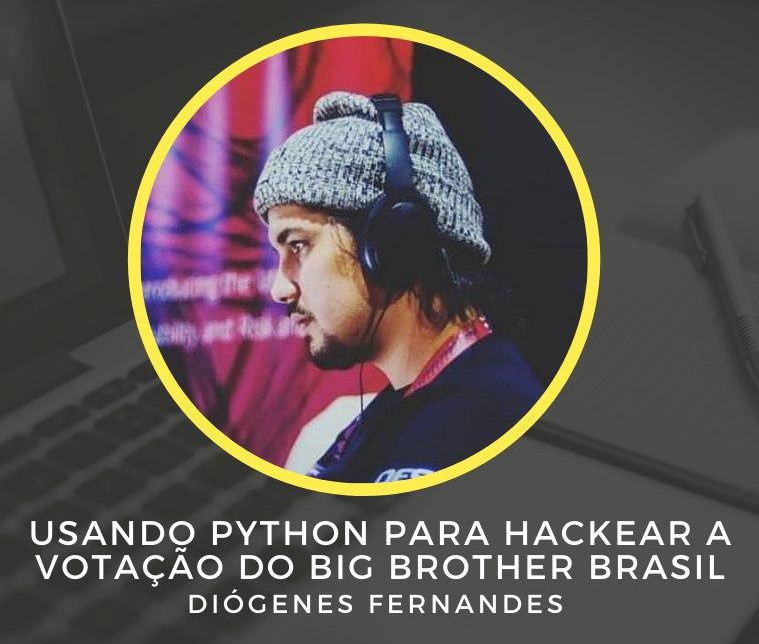 USANDO PYTHON PARA HACKEAR A
VOTAÇÃO DO BIG BROTHER BRASIL
DIÓGENES FERNANDES